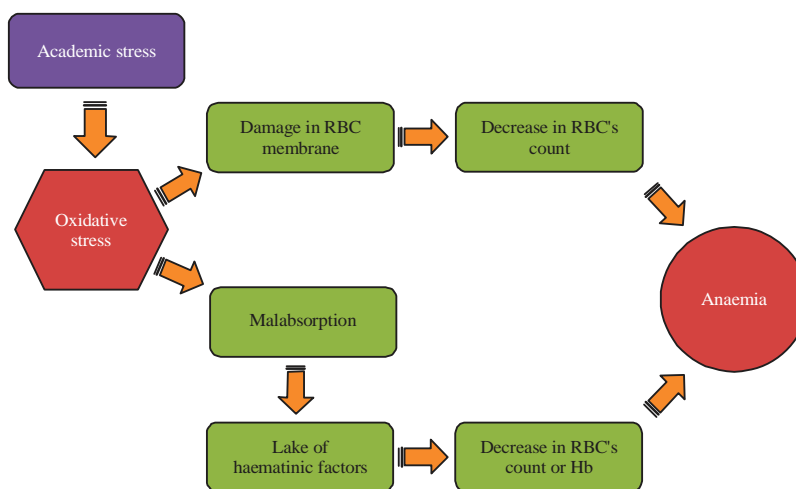 Academic stress
Oxidative
stress
Damage in RBC
membrane
Decrease in RBC's
count
Malabsorption
Lake of
haematinic factors
Decrease in RBC's
count or Hb
Anaemia